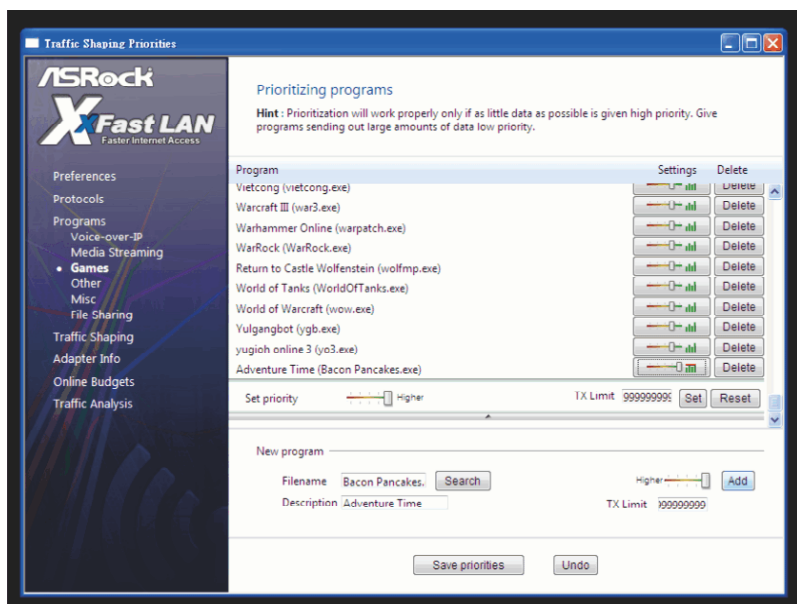 Traffic Shaping Priorities
ASRock
XFast LAN
Faster Internet Access
Preferences
Protocols
Programs
Voice-over-IP
Media Streaming
• Games
Other
Misc
File Sharing
Traffic Shaping
Adapter Info
Online Budgets
Traffic Analysis
Prioritizing programs
Hint : Prioritization will work properly only if as little data as possible is given high priority. Give
programs sending out large amounts of data low priority.
Program Settings Delete
Vietcong (vietcong.exe) Delete
Warcraft III (war3.exe) Delete
Warhammer Online (warpatch.exe) Delete
WarRock (WarRock.exe) Delete
Return to Castle Wolfenstein (wolfmp.exe) Delete
World of Tanks (WorldOfTanks.exe) Delete
World of Warcraft (wow.exe) Delete
Yulgangbot (ygb.exe) Delete
yugioh online 3 (yo3.exe) Delete
Adventure Time (Bacon Pancakes.exe) Delete
Set priority Higher TX Limit 999999999 Set Reset
New program
Filename Bacon Pancakes. Search Higher Add
Description Adventure Time TX Limit 999999999
Save priorities Undo